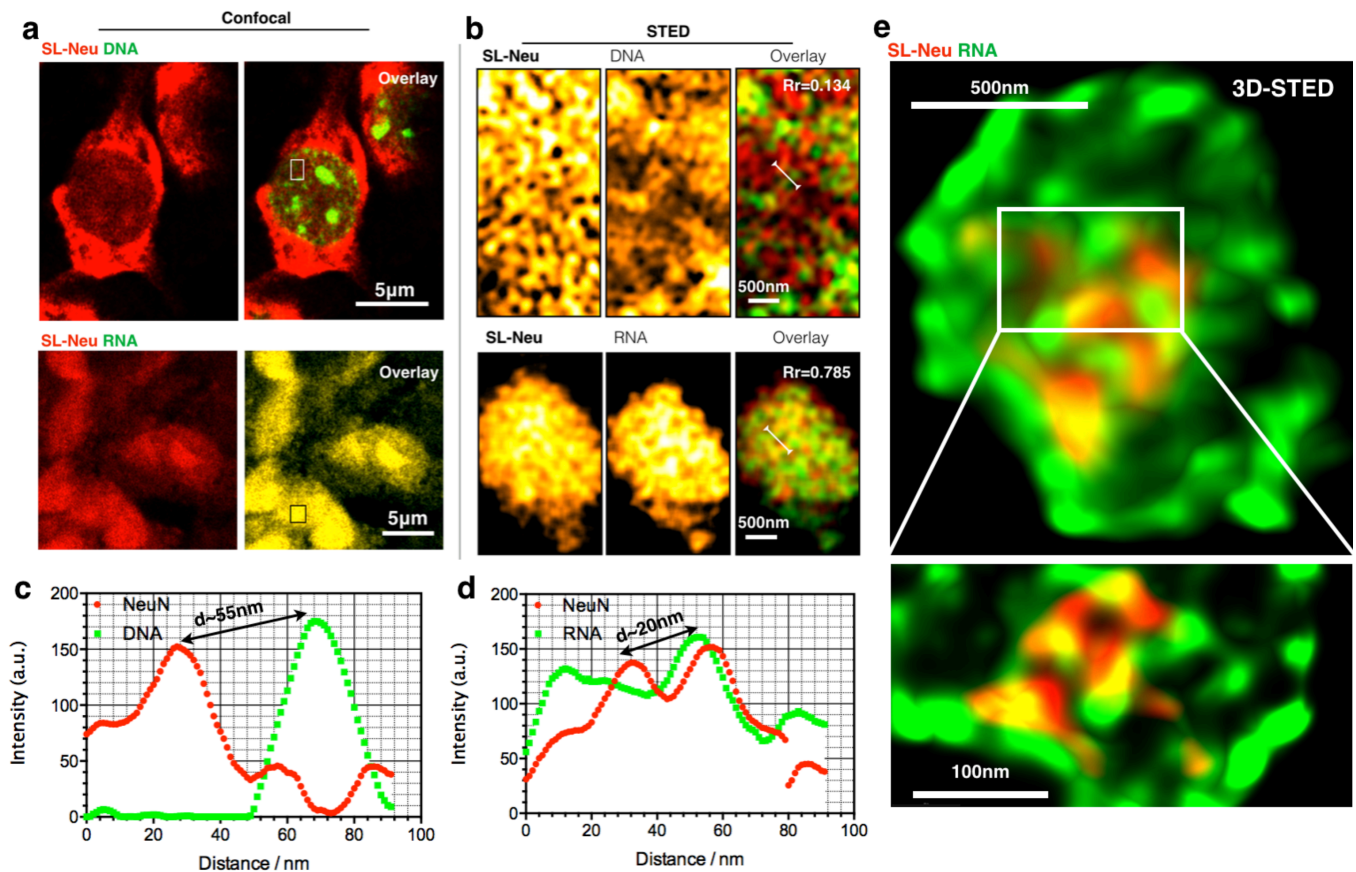 a
Confocal
SL-Neu DNA
Overlay
5µm
SL-Neu RNA
Overlay
5µm
b
STED
SL-Neu DNA Overlay
Rr=0.134
500nm
SL-Neu RNA Overlay
Rr=0.785
500nm
c
200
150
100
50
0
0 20 40 60 80 100
Intensity (a.u.)
Distance / nm
NeuN
DNA
d~55nm
d
200
150
100
50
0
0 20 40 60 80 100
Intensity (a.u.)
Distance / nm
NeuN
RNA
d~20nm
e
SL-Neu RNA
500nm
3D-STED
100nm